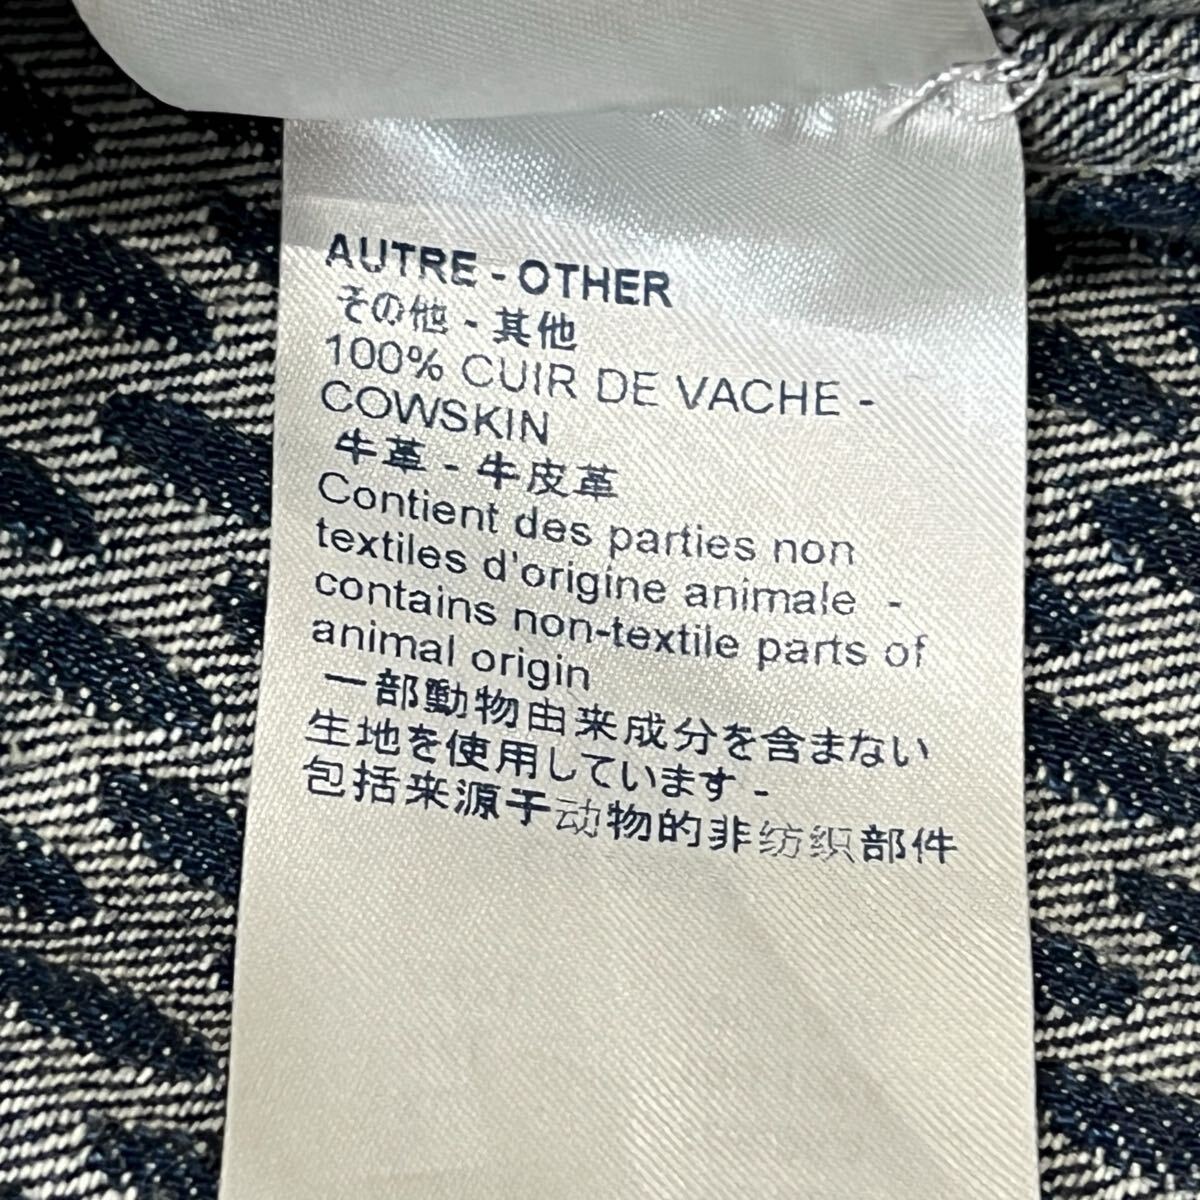 AUTRE - OTHER
その他 - 其他
100% CUIR DE VACHE -
COWSKIN
牛革 - 牛皮革
Contient des parties non
textiles d'origine animale -
contains non-textile parts of
animal origin
一部動物由来成分を含まない
生地を使用しています -
包括来源于动物的非纺织部件